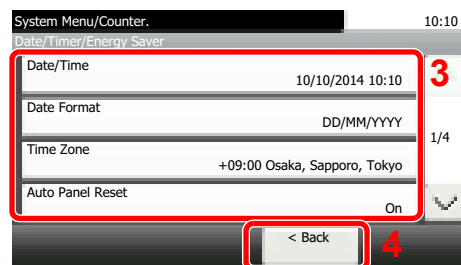 System Menu/Counter. 10:10
Date/Timer/Energy Saver
Date/Time
10/10/2014 10:10
3
Date Format
DD/MM/YYYY
1/4
Time Zone
+09:00 Osaka, Sapporo, Tokyo
Auto Panel Reset
On
< Back
4